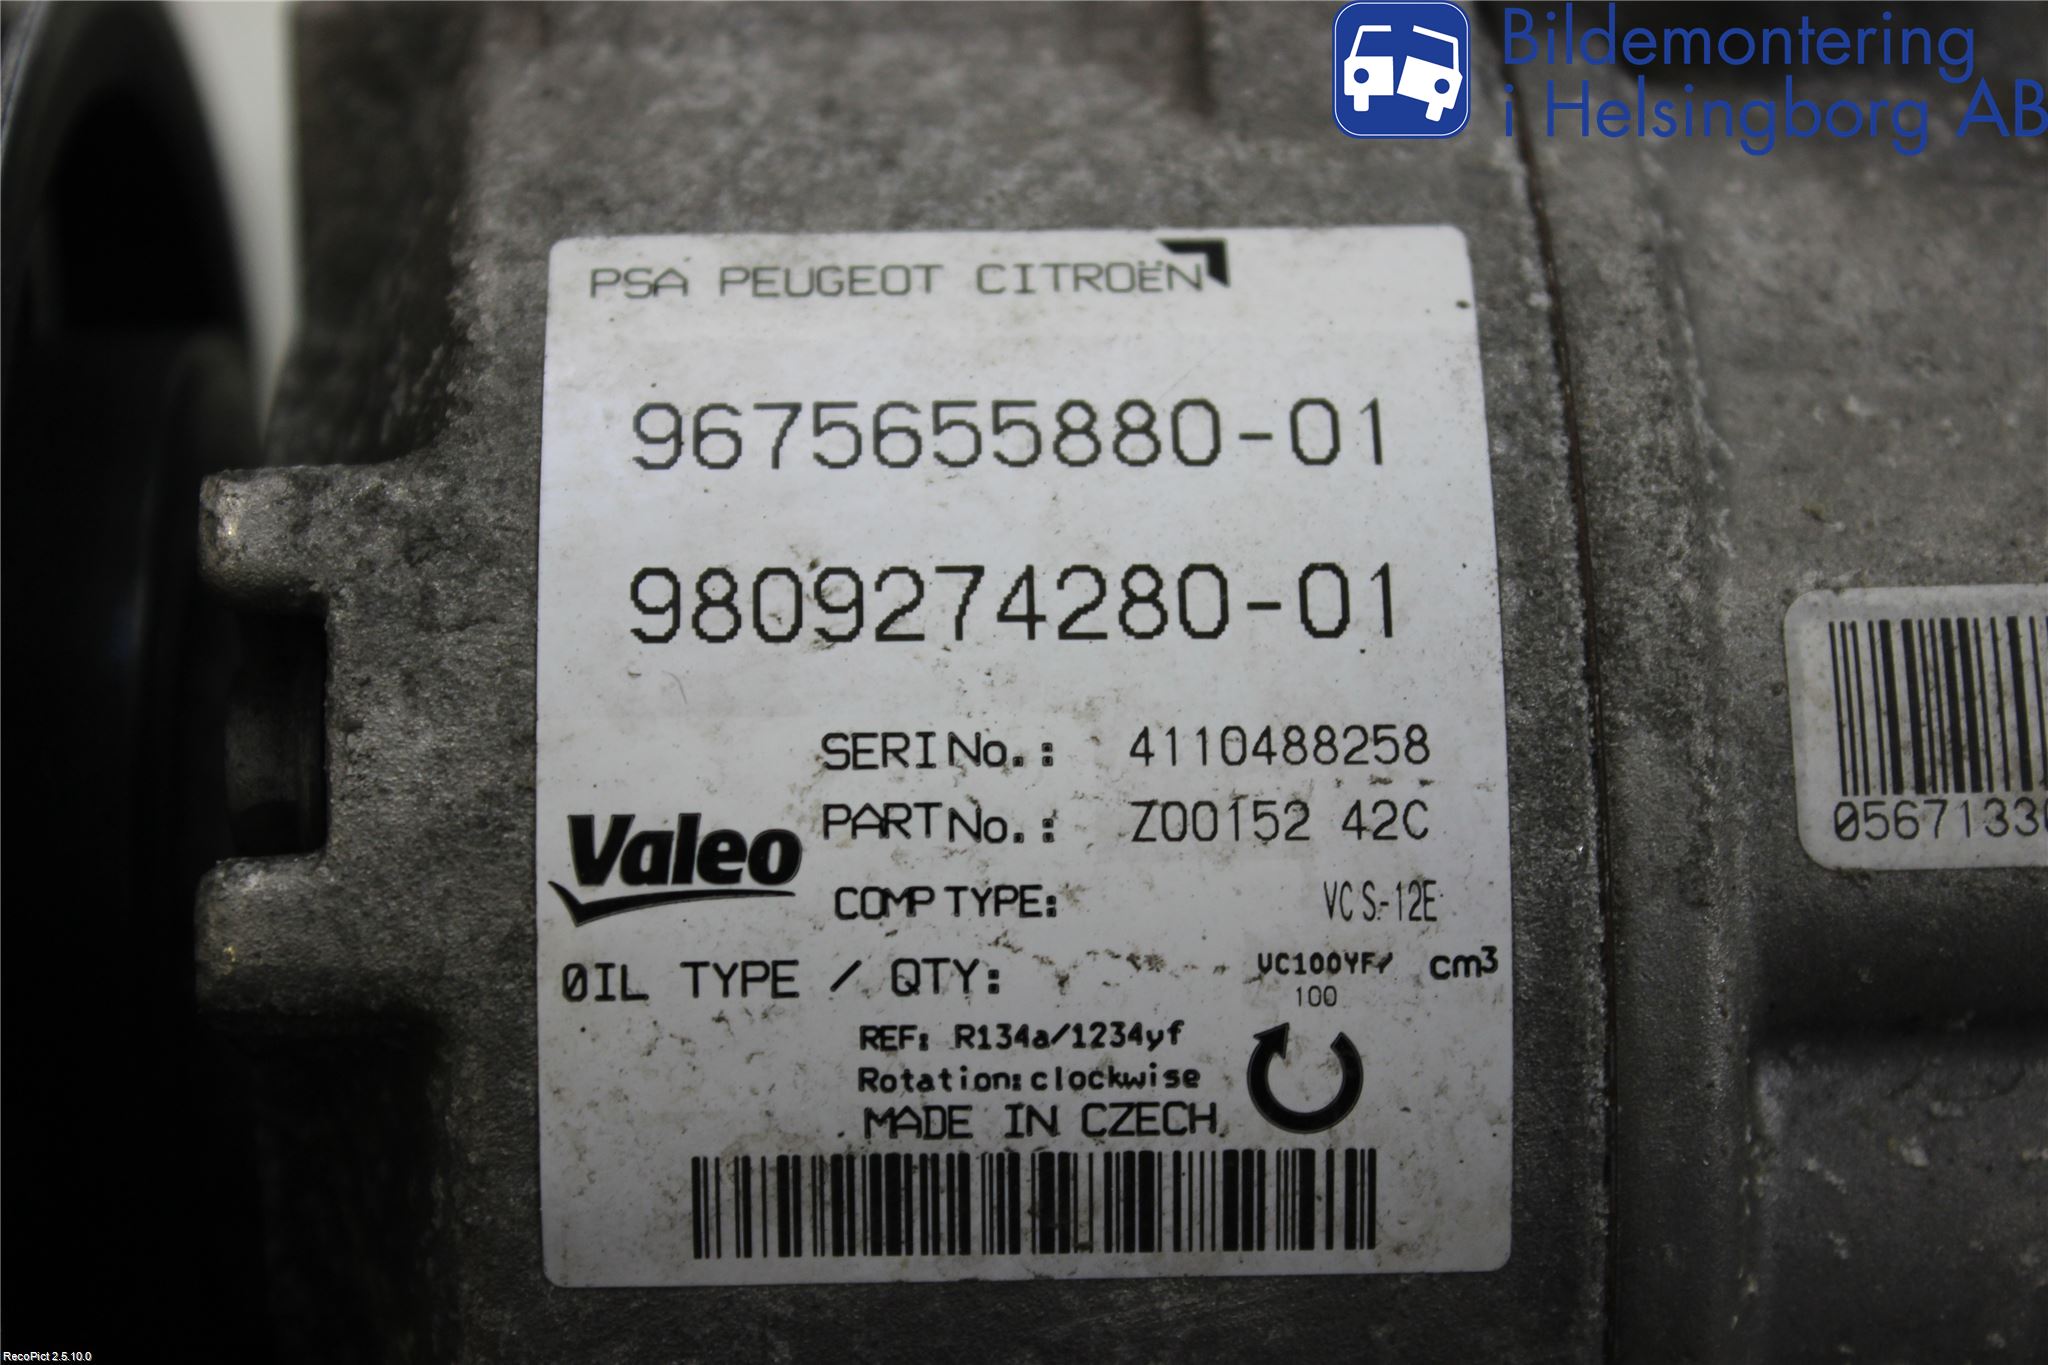 Bildemontering
i Helsingborg AB
PSA PEUGEOT CITROËN
9675655880-01
9809274280-01
SERI No.: 4110488258
PART No.: Z00152 42C
Valeo
COMP TYPE: VC S.-12E
OIL TYPE / QTY: VC100YF/ cm3
100
REF: R134a/1234yf
Rotation:clockwise
MADE IN CZECH
0567133
RecoPict 2.5.10.0